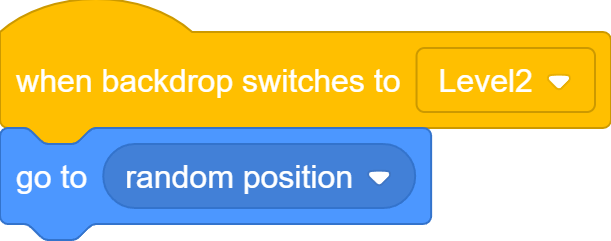 when backdrop switches to Level2
go to random position